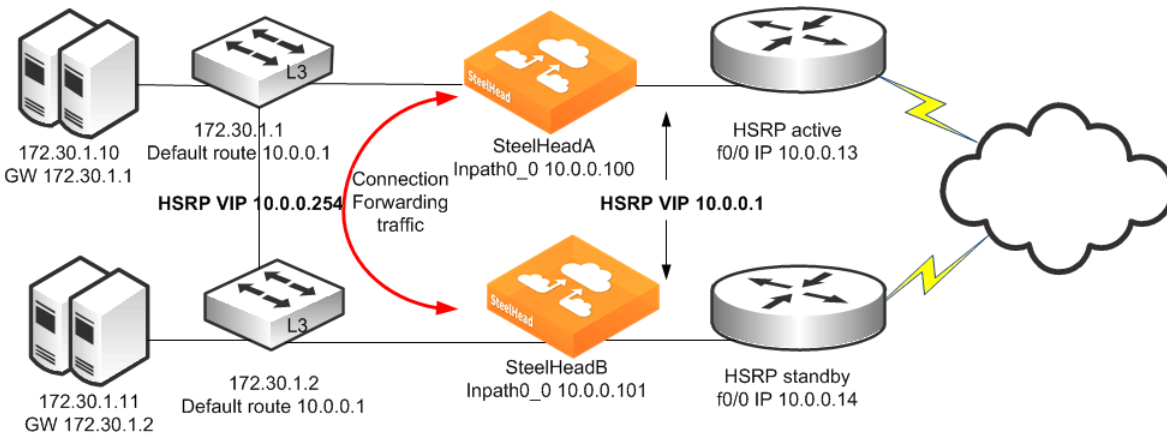 L3
SteelHead
172.30.1.10
GW 172.30.1.1
172.30.1.1
Default route 10.0.0.1
SteelHeadA
Inpath0_0 10.0.0.100
HSRP active
f0/0 IP 10.0.0.13
HSRP VIP 10.0.0.254
Connection
Forwarding
traffic
HSRP VIP 10.0.0.1
L3
SteelHead
172.30.1.11
GW 172.30.1.2
172.30.1.2
Default route 10.0.0.1
SteelHeadB
Inpath0_0 10.0.0.101
HSRP standby
f0/0 IP 10.0.0.14